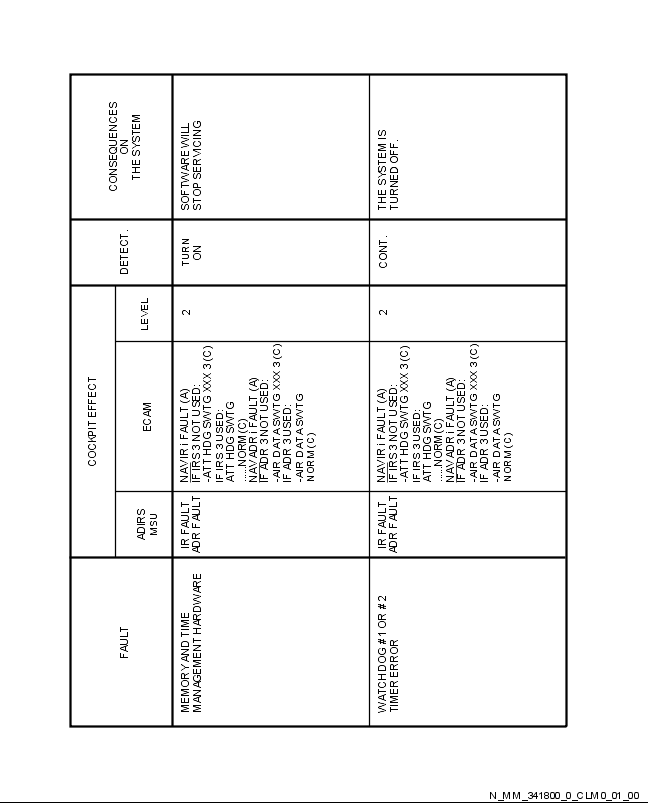 FAULT
COCKPIT EFFECT
DETECT.
CONSEQUENCES
ON
THE SYSTEM
ADIRS
MSU
ECAM
LEVEL
MEMORY AND TIME
MANAGEMENT HARDWARE
IR FAULT
ADR FAULT
NAV IR i FAULT (A)
IF IRS 3 NOT USED:
-ATT HDG SWTG XXX 3 (C)
IF IRS 3 USED:
ATT HDG SWTG
.....NORM (C)
NAV ADR i FAULT (A)
IF ADR 3 NOT USED:
-AIR DATA SWTG XXX 3 (C)
IF ADR 3 USED:
-AIR DATA SWTG
NORM (C)
2
TURN
ON
SOFTWARE WILL
STOP SERVICING
WATCHDOG #1 OR #2
TIMER ERROR
IR FAULT
ADR FAULT
NAV IR i FAULT (A)
IF IRS 3 NOT USED:
-ATT HDG SWTG XXX 3 (C)
IF IRS 3 USED:
ATT HDG SWTG
.....NORM (C)
NAV ADR i FAULT (A)
IF ADR 3 NOT USED:
-AIR DATA SWTG XXX 3 (C)
IF ADR 3 USED:
-AIR DATA SWTG
NORM (C)
2
CONT.
THE SYSTEM IS
TURNED OFF.
N_MM_341800_0_CLM0_01_00